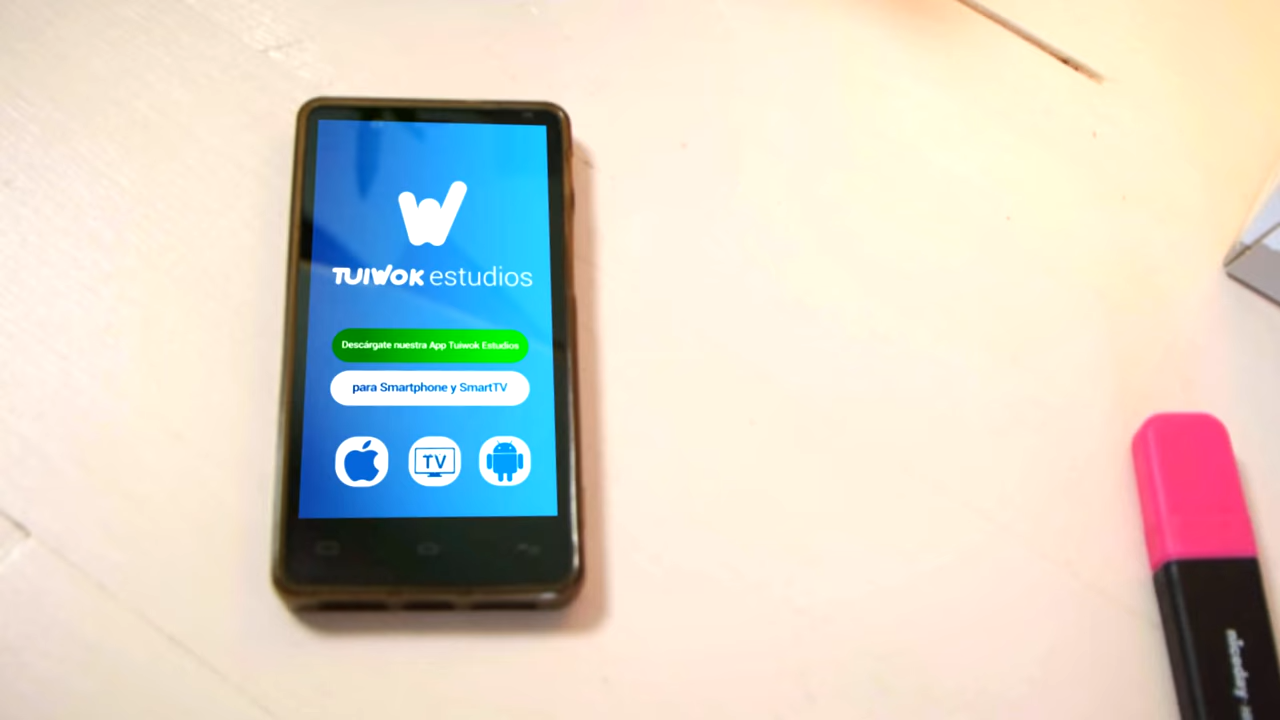 TUIWOK estudios
Descárgate nuestra App Tuiwok Estudios
para Smartphone y SmartTV
TV